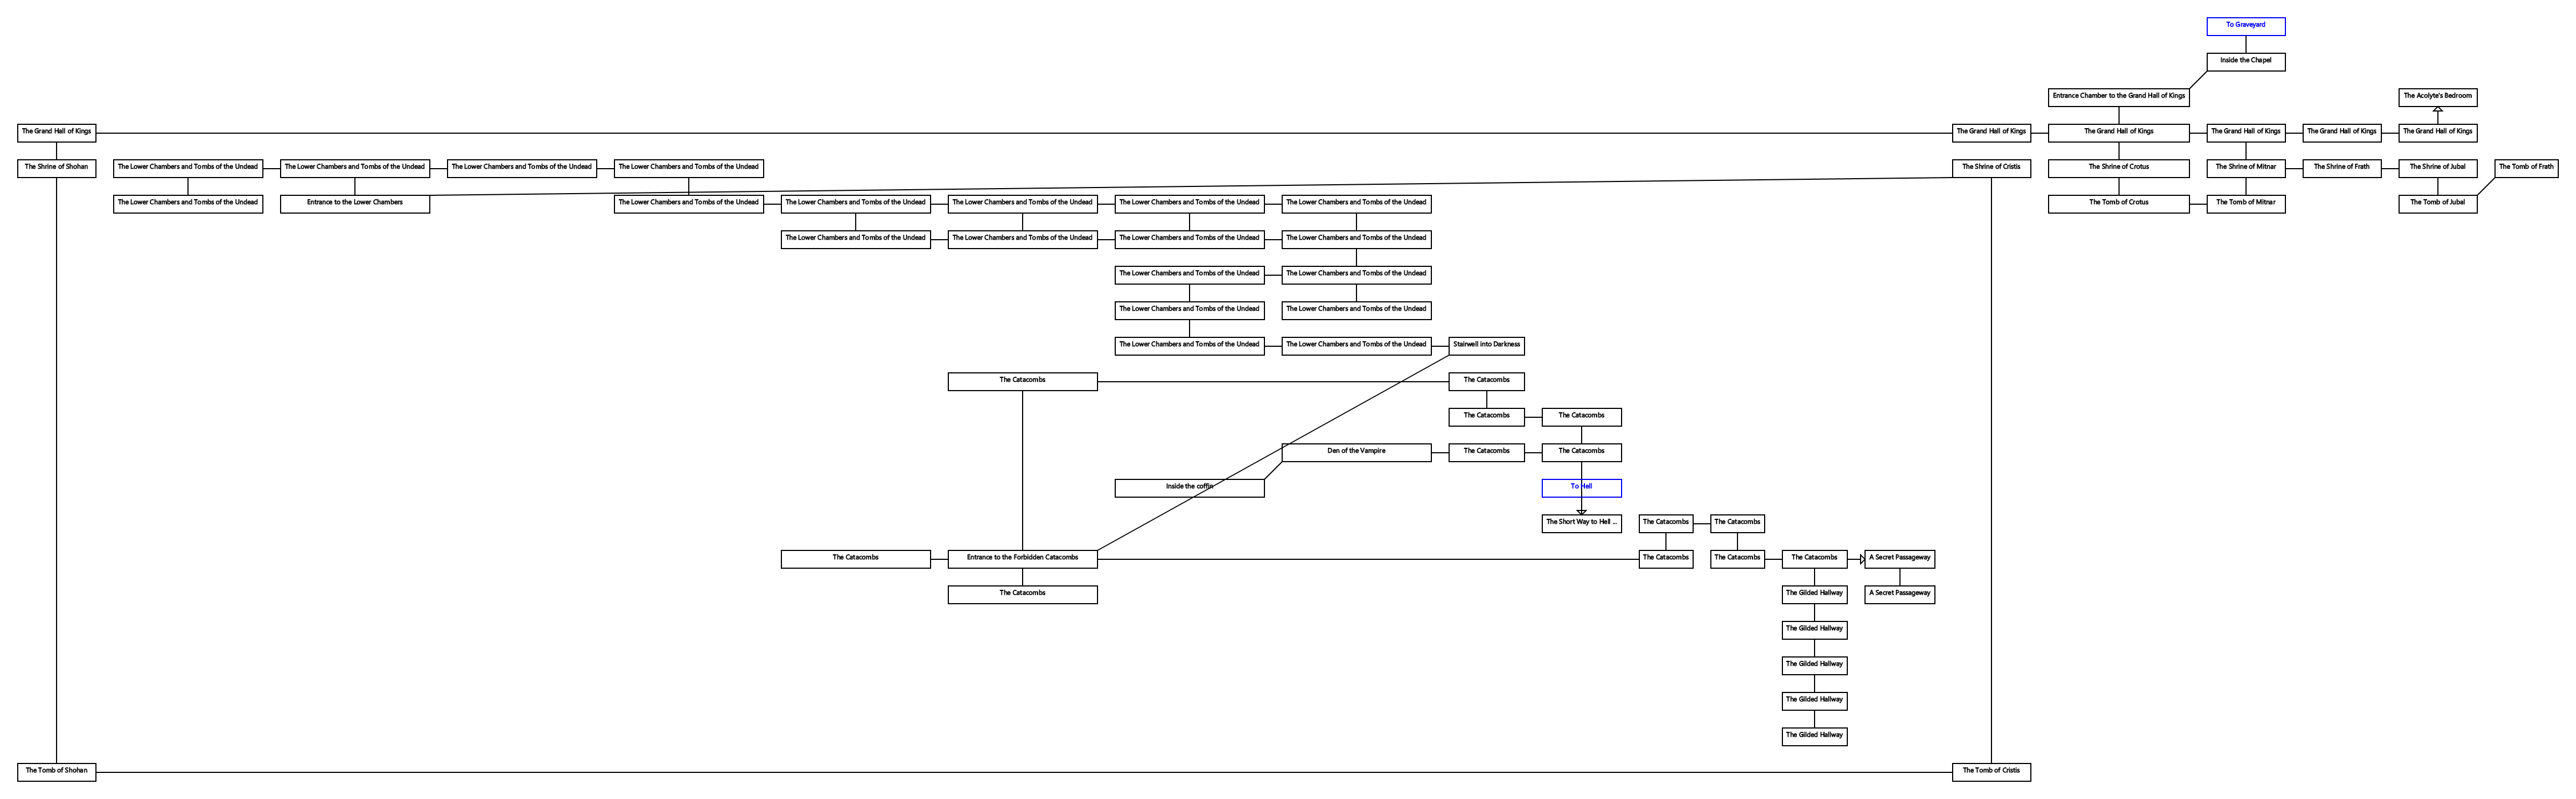 To Graveyard
Inside the Chapel
Entrance Chamber to the Grand Hall of Kings
The Acolyte's Bedroom
The Grand Hall of Kings
The Grand Hall of Kings
The Grand Hall of Kings
The Grand Hall of Kings
The Grand Hall of Kings
The Grand Hall of Kings
The Shrine of Shohan
The Lower Chambers and Tombs of the Undead
The Lower Chambers and Tombs of the Undead
The Lower Chambers and Tombs of the Undead
The Lower Chambers and Tombs of the Undead
The Shrine of Cristis
The Shrine of Crotus
The Shrine of Mitnar
The Shrine of Frath
The Shrine of Jubal
The Tomb of Frath
The Lower Chambers and Tombs of the Undead
Entrance to the Lower Chambers
The Lower Chambers and Tombs of the Undead
The Lower Chambers and Tombs of the Undead
The Lower Chambers and Tombs of the Undead
The Lower Chambers and Tombs of the Undead
The Lower Chambers and Tombs of the Undead
The Tomb of Crotus
The Tomb of Mitnar
The Tomb of Jubal
The Lower Chambers and Tombs of the Undead
The Lower Chambers and Tombs of the Undead
The Lower Chambers and Tombs of the Undead
The Lower Chambers and Tombs of the Undead
The Lower Chambers and Tombs of the Undead
The Lower Chambers and Tombs of the Undead
The Lower Chambers and Tombs of the Undead
The Lower Chambers and Tombs of the Undead
The Lower Chambers and Tombs of the Undead
The Lower Chambers and Tombs of the Undead
Stairwell into Darkness
The Catacombs
The Catacombs
The Catacombs
The Catacombs
Den of the Vampire
The Catacombs
The Catacombs
Inside the coffin
To Hell
The Short Way to Hell ...
The Catacombs
The Catacombs
The Catacombs
Entrance to the Forbidden Catacombs
The Catacombs
The Catacombs
The Catacombs
A Secret Passageway
The Catacombs
The Gilded Hallway
A Secret Passageway
The Gilded Hallway
The Gilded Hallway
The Gilded Hallway
The Gilded Hallway
The Tomb of Shohan
The Tomb of Cristis